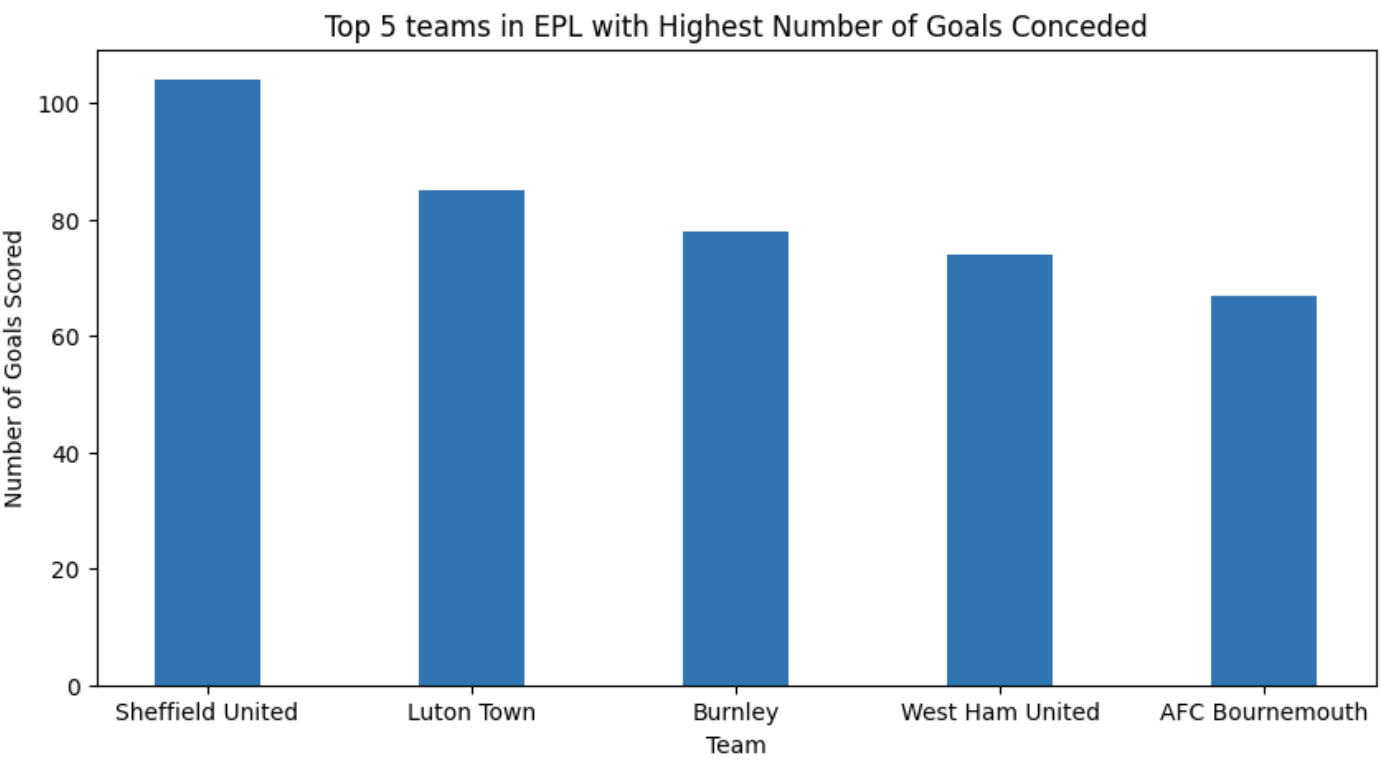 Top 5 teams in EPL with Highest Number of Goals Conceded
Number of Goals Scored
100
80
60
40
20
0
Sheffield United
Luton Town
Burnley
West Ham United
AFC Bournemouth
Team